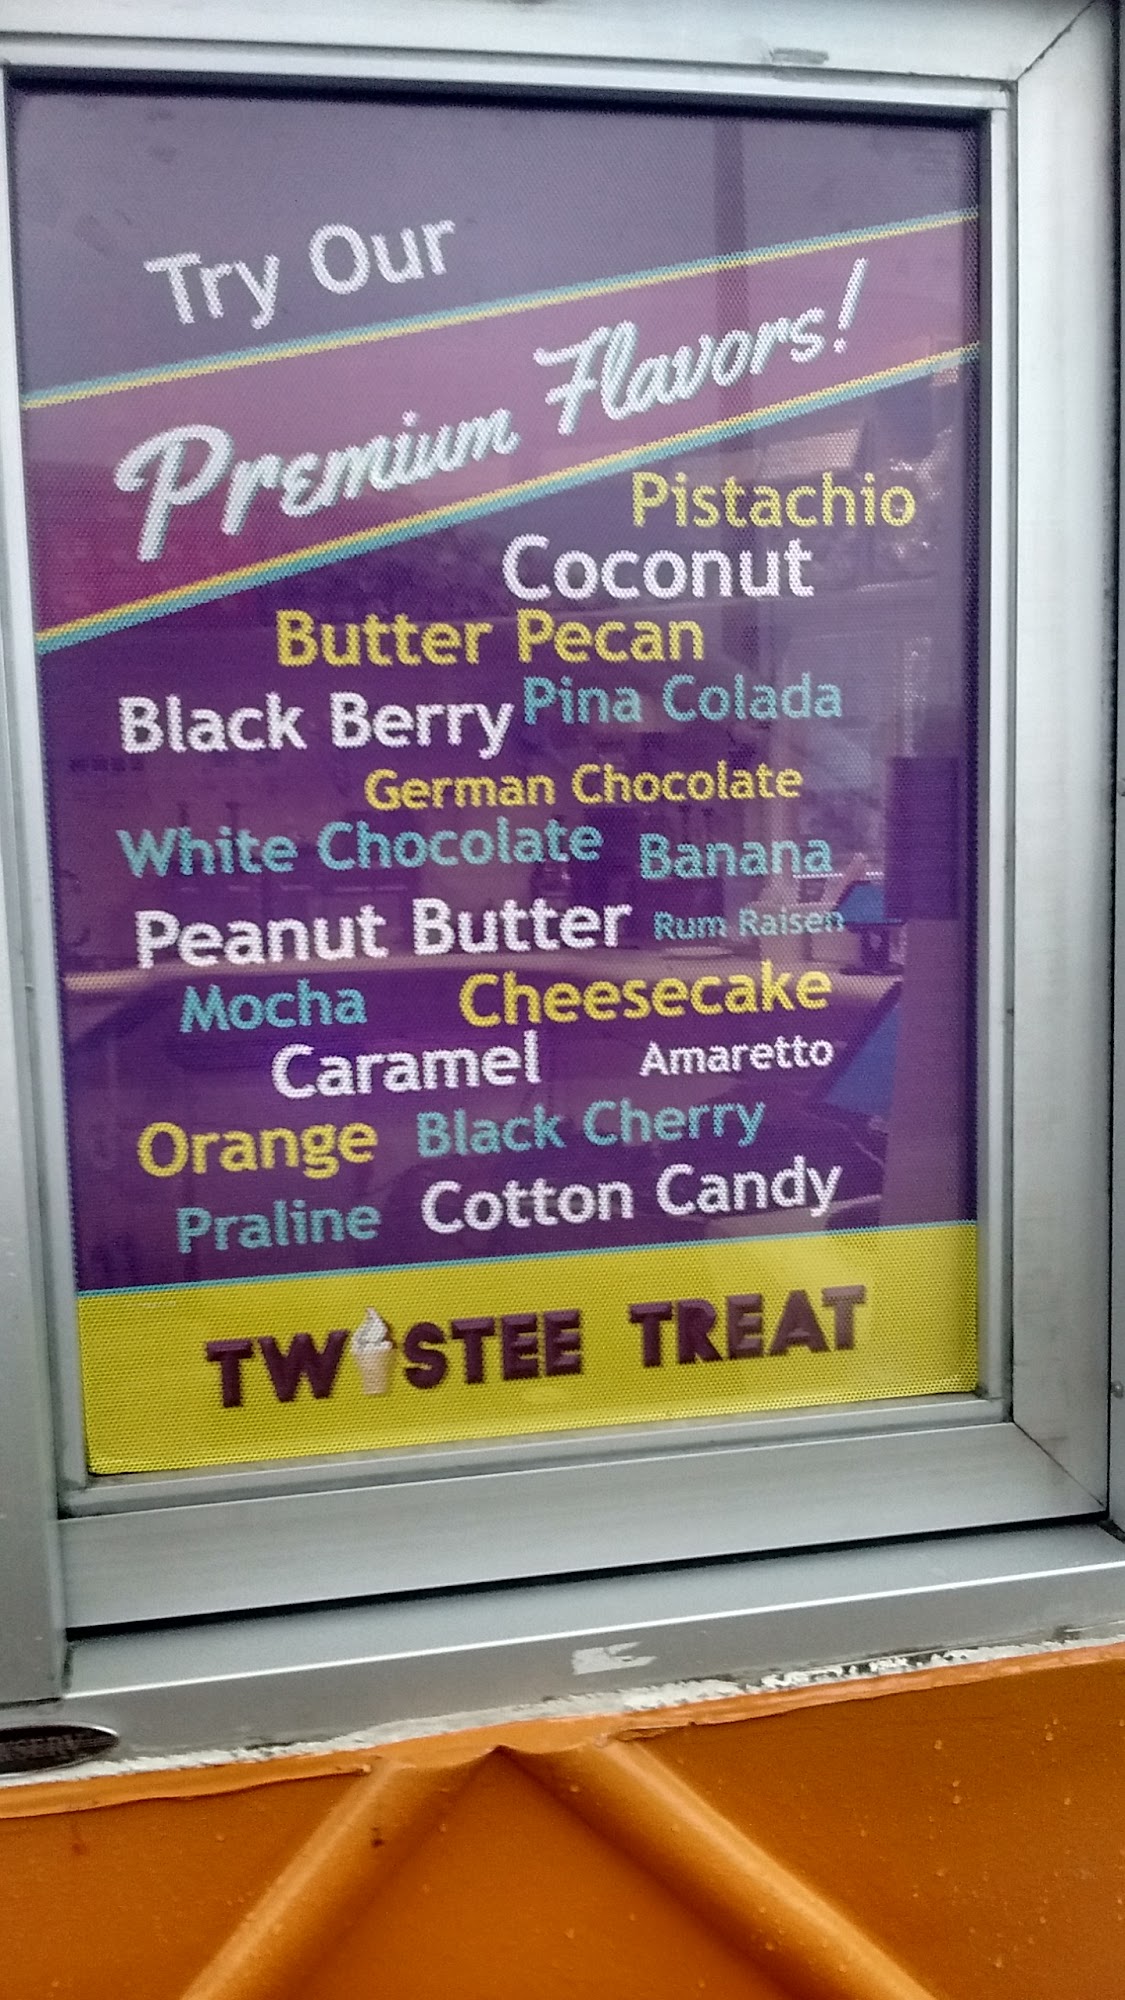 Try Our
Premium Flavors!
Pistachio
Coconut
Butter Pecan
Black Berry Pina Colada
German Chocolate
White Chocolate Banana
Peanut Butter Rum Raisen
Mocha Cheesecake
Caramel Amaretto
Orange Black Cherry
Praline Cotton Candy
TWISTEE TREAT